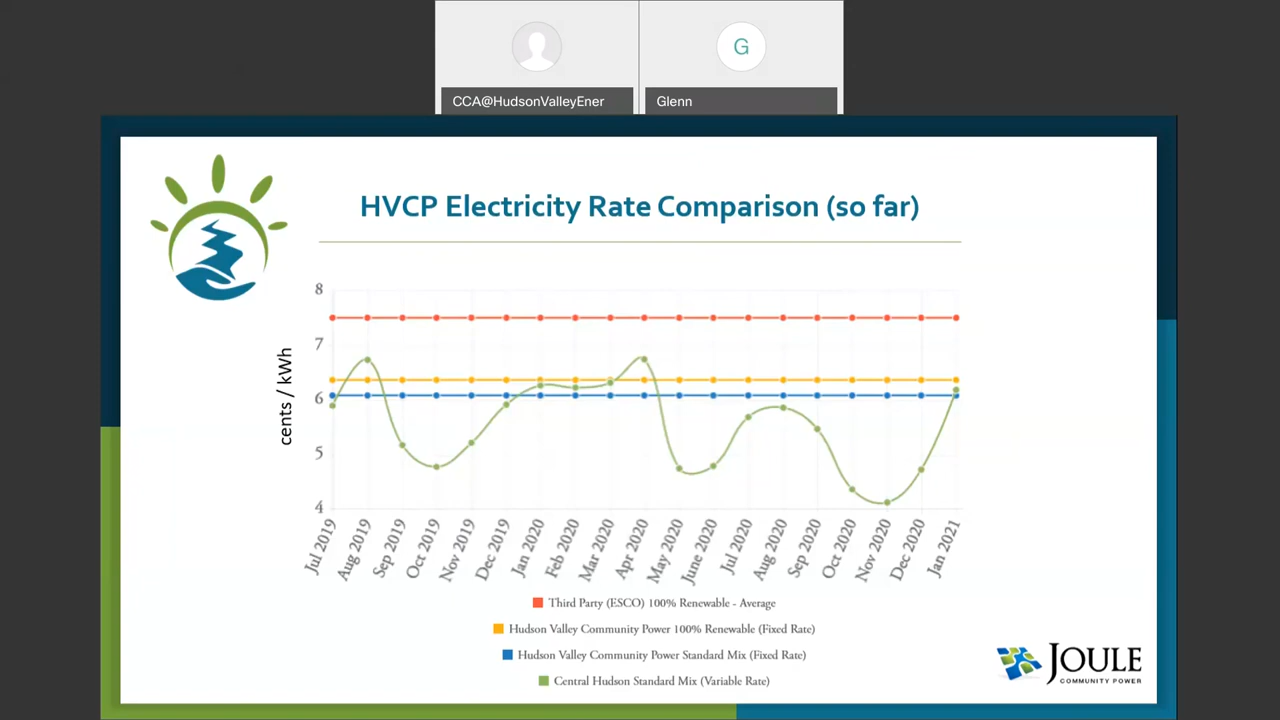 CCA@HudsonValleyEner
G
Glenn
HVCP Electricity Rate Comparison (so far)
cents / kWh
8
7
6
5
4
Jul 2019
Aug 2019
Sep 2019
Oct 2019
Nov 2019
Dec 2019
Jan 2020
Feb 2020
Mar 2020
Apr 2020
May 2020
June 2020
Jul 2020
Aug 2020
Sep 2020
Oct 2020
Nov 2020
Dec 2020
Jan 2021
Third Party (ESCO) 100% Renewable - Average
Hudson Valley Community Power 100% Renewable (Fixed Rate)
Hudson Valley Community Power Standard Mix (Fixed Rate)
Central Hudson Standard Mix (Variable Rate)
JOULE
COMMUNITY POWER